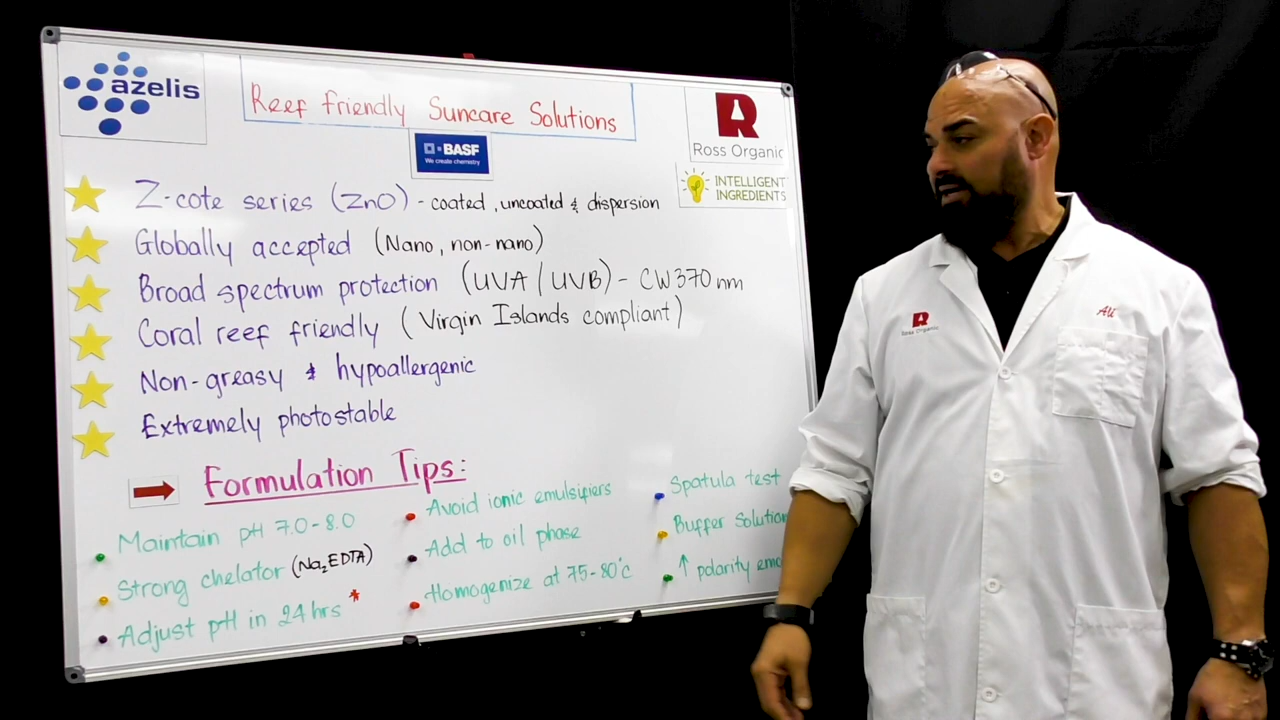 azelis
Reef friendly Suncare Solutions
BASF
We create chemistry
Ross Organic
INTELLIGENT
INGREDIENTS
Z-cote series (ZnO) - coated, uncoated & dispersion
Globally accepted (Nano, non-nano)
Broad spectrum protection (UVA/UVB) - CW370nm
Coral reef friendly (Virgin Islands compliant)
Non-greasy & hypoallergenic
Extremely photostable
Formulation Tips:
Maintain pH 7.0-8.0
Strong chelator (Na₂EDTA)
Adjust pH in 24hrs *
Avoid ionic emulsifiers
Add to oil phase
Homogenize at 75-80°c
Spatula test
Buffer solution
↑ polarity
Ross Organic
Ali